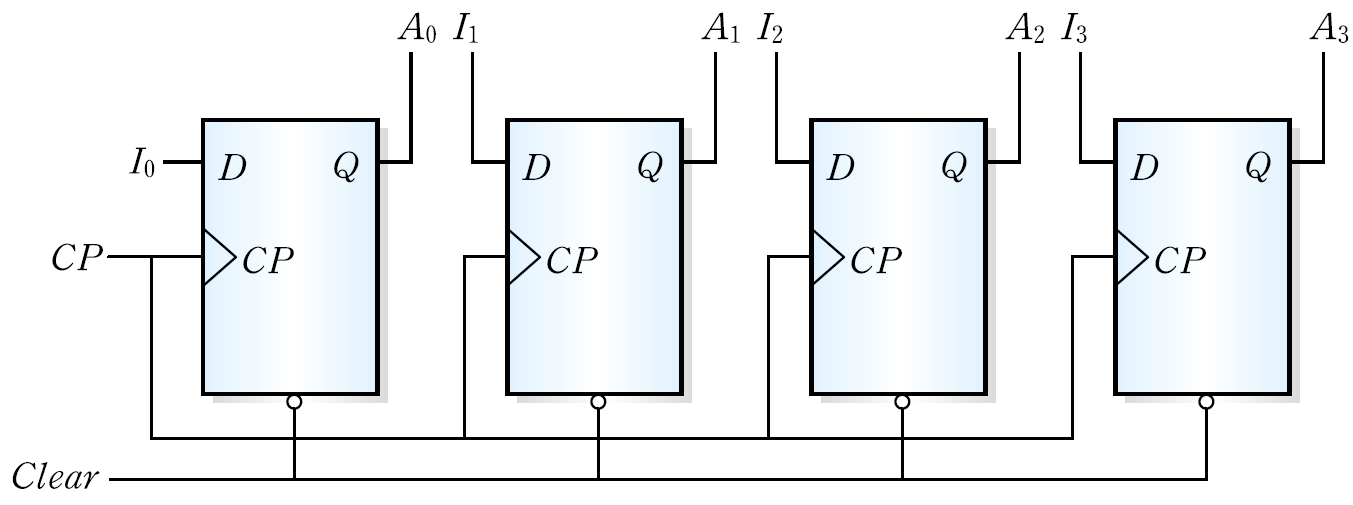 A₀ I₁ A₁ I₂ A₂ I₃ A₃
I₀ D Q D Q D Q D Q
CP CP CP CP CP
Clear